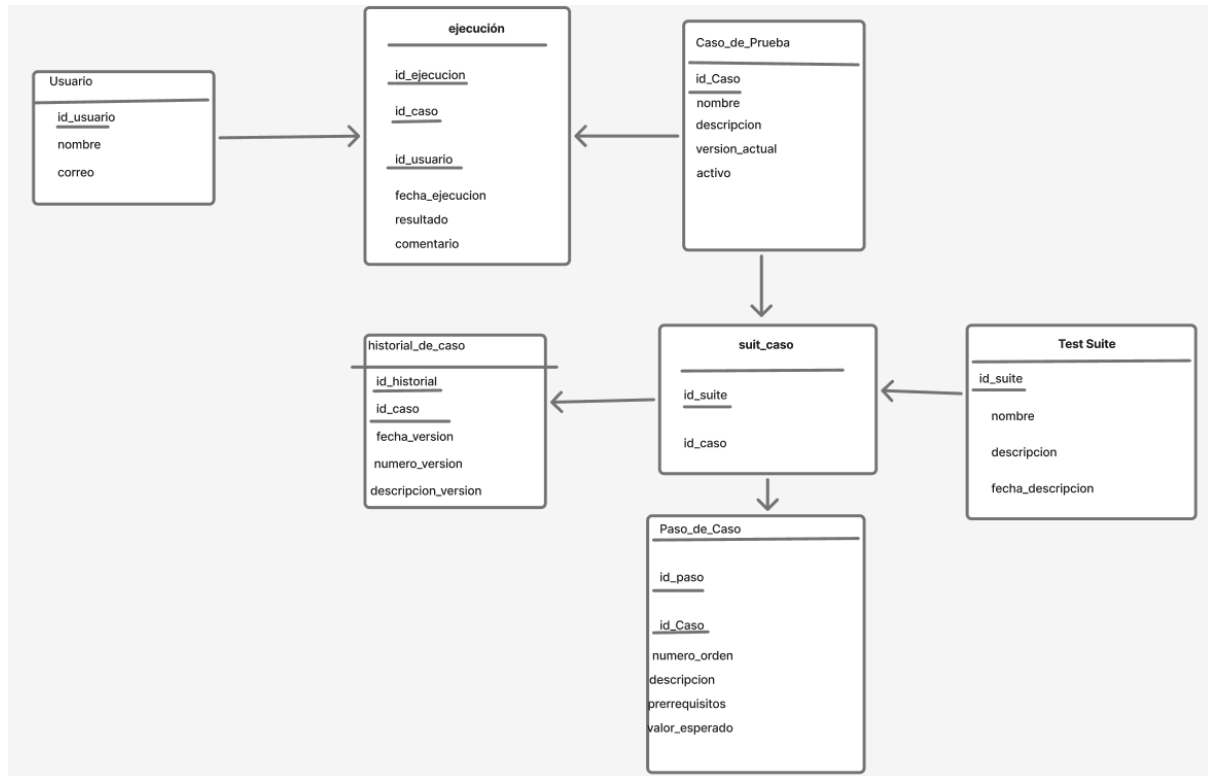 Usuario
id_usuario
nombre
correo
ejecución
id_ejecucion
id_caso
id_usuario
fecha_ejecucion
resultado
comentario
Caso_de_Prueba
id_Caso
nombre
descripcion
version_actual
activo
historial_de_caso
id_historial
id_caso
fecha_version
numero_version
descripcion_version
suit_caso
id_suite
id_caso
Test Suite
id_suite
nombre
descripcion
fecha_descripcion
Paso_de_Caso
id_paso
id_Caso
numero_orden
descripcion
prerrequisitos
valor_esperado